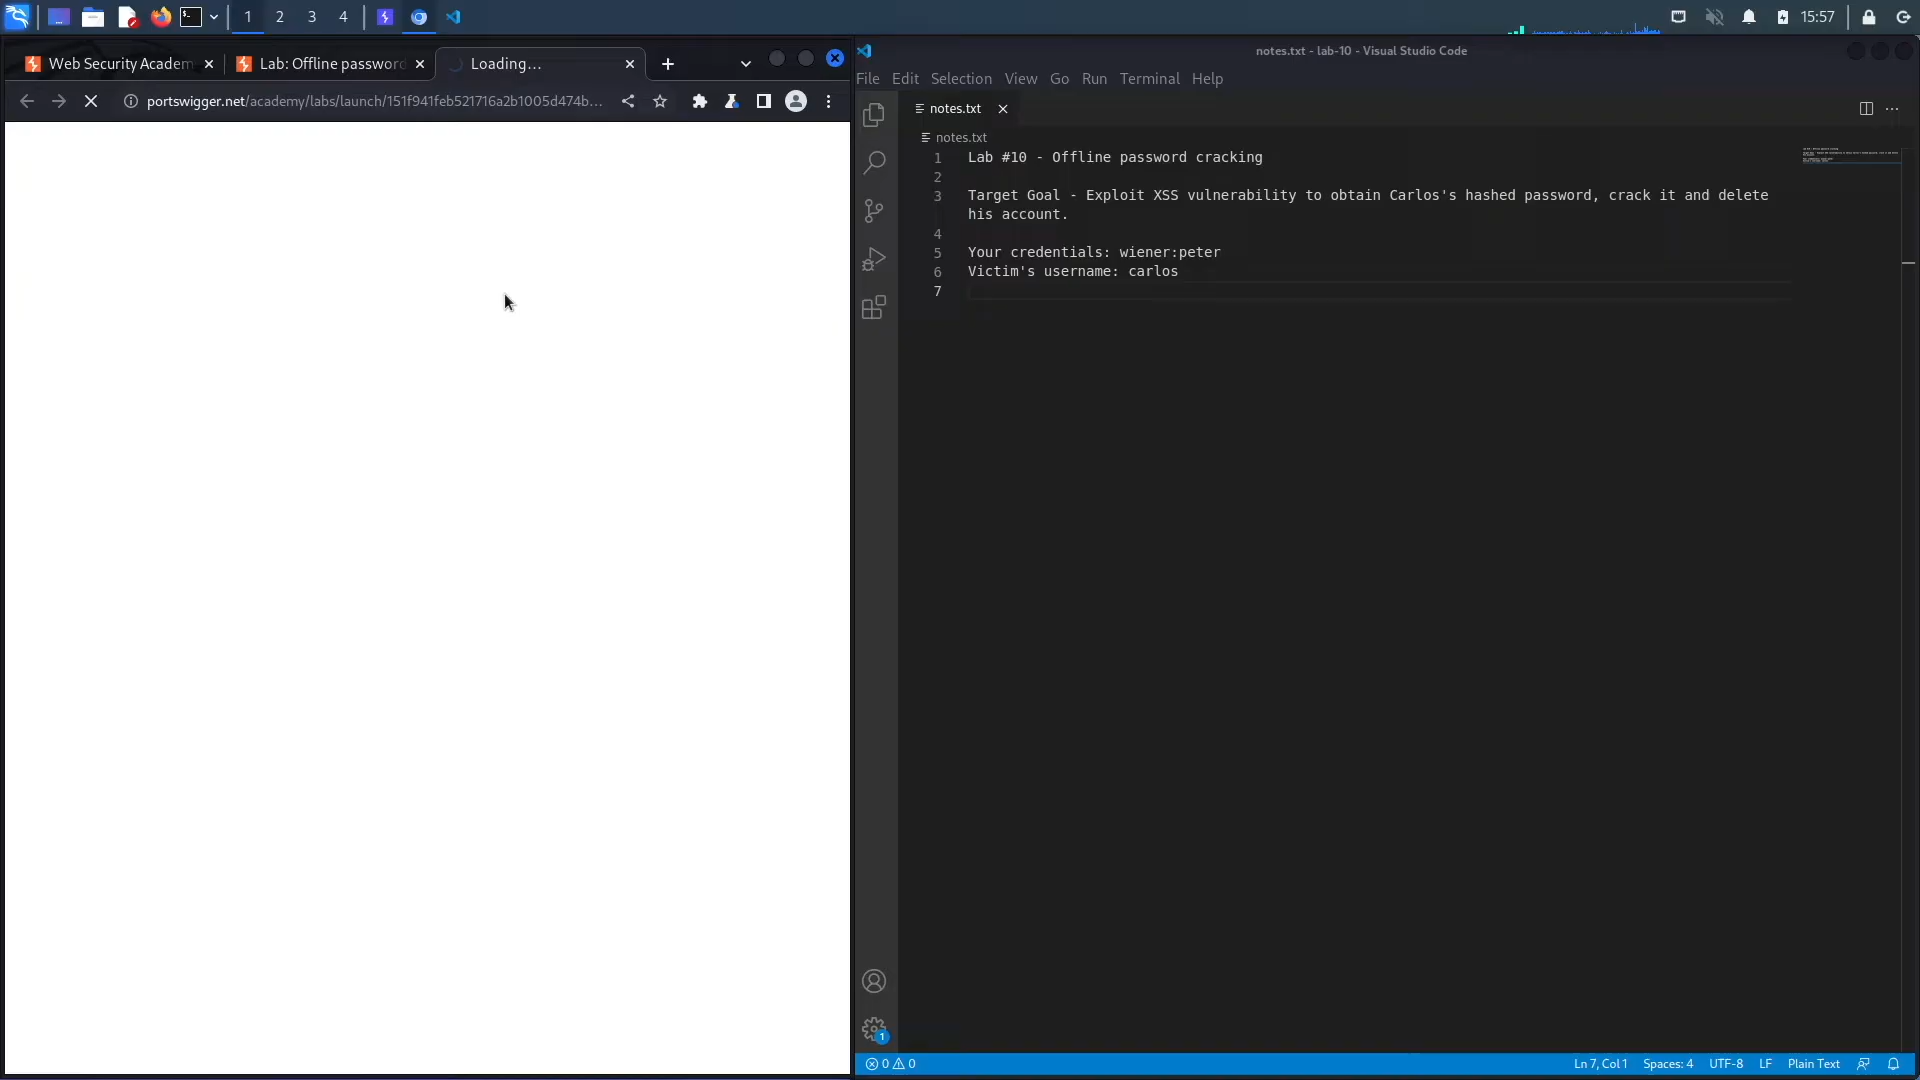 1 2 3 4
15:57
Web Security Academ
Lab: Offline password
Loading...
portswigger.net/academy/labs/launch/151f941feb521716a2b1005d474b...
notes.txt - lab-10 - Visual Studio Code
File Edit Selection View Go Run Terminal Help
notes.txt
notes.txt
1 Lab #10 - Offline password cracking
2
3 Target Goal - Exploit XSS vulnerability to obtain Carlos's hashed password, crack it and delete
his account.
4
5 Your credentials: wiener:peter
6 Victim's username: carlos
7
1
0 0
Ln 7, Col 1 Spaces: 4 UTF-8 LF Plain Text